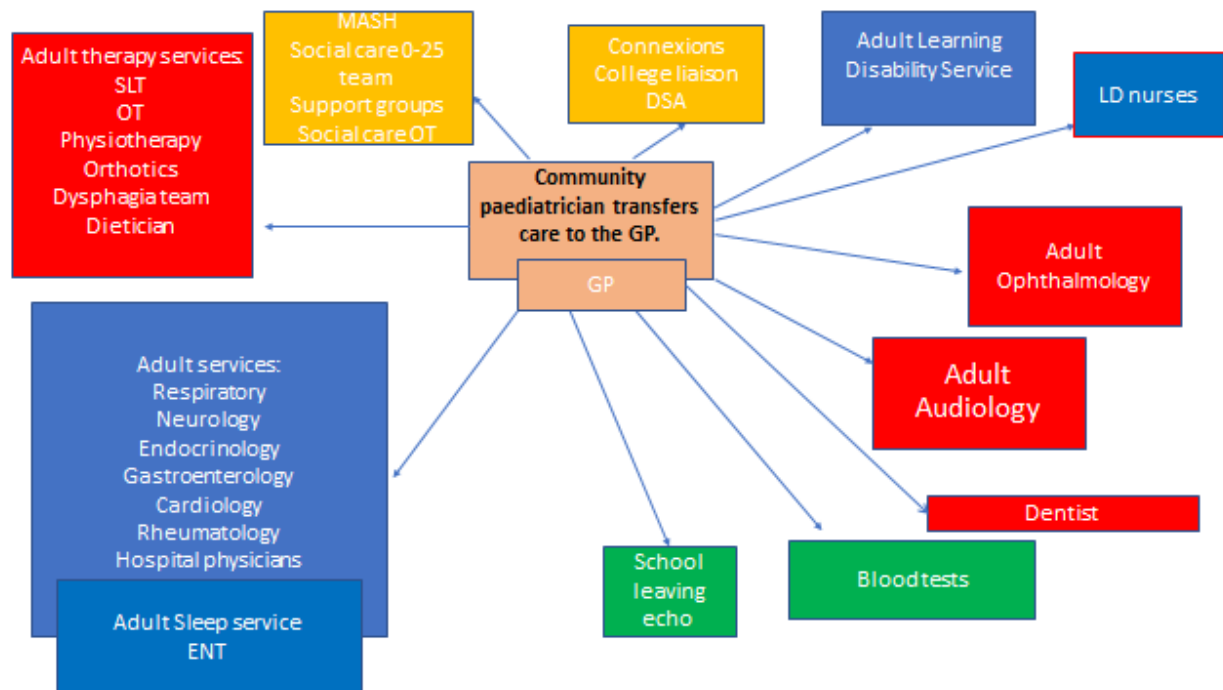 MASH
Social care 0-25
team
Support groups
Social care OT
Connexions
College liaison
DSA
Adult Learning
Disability Service
LD nurses
Adult therapy services:
SLT
OT
Physiotherapy
Orthotics
Dysphagia team
Dietician
Community
paediatrician transfers
care to the GP.
GP
Adult
Ophthalmology
Adult
Audiology
Adult services:
Respiratory
Neurology
Endocrinology
Gastroenterology
Cardiology
Rheumatology
Hospital physicians
Adult Sleep service
ENT
School
leaving
echo
Blood tests
Dentist